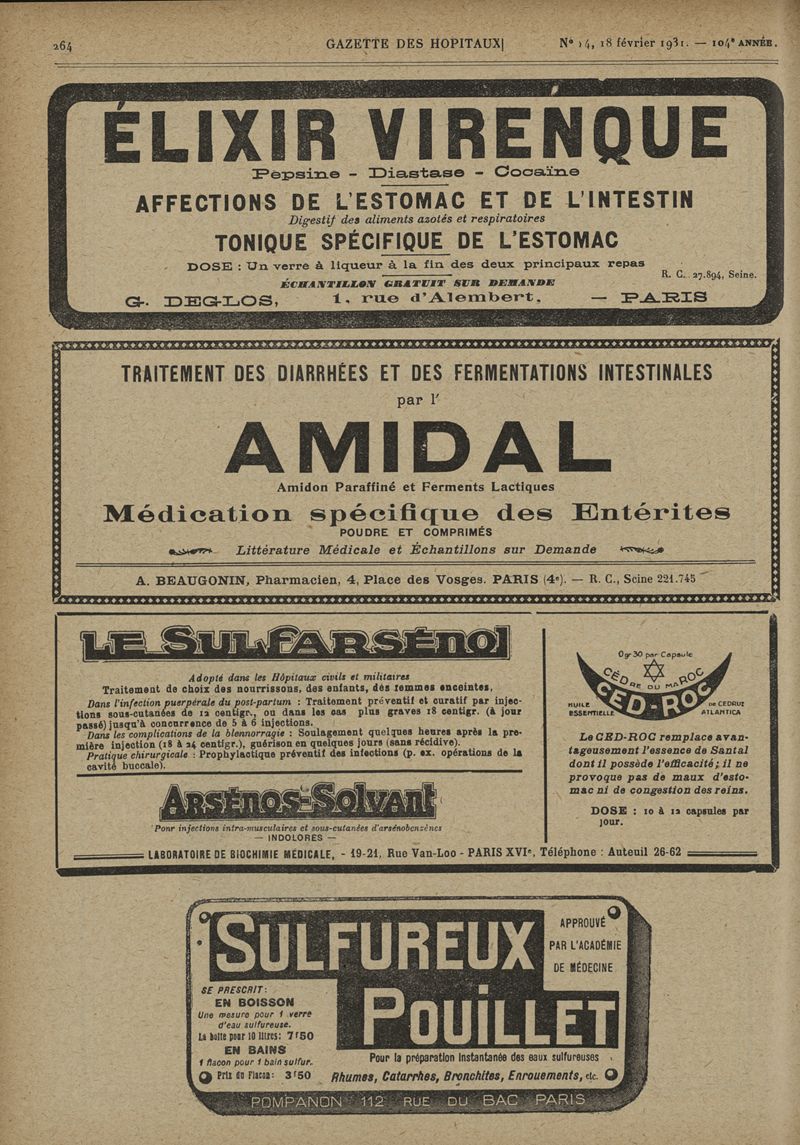 264
GAZETTE DES HOPITAUX
Nº 14, 18 février 1931. — 104e ANNÉE.
ÉLIXIR VIRENQUE
Pepsine - Diastase - Cocaïne
AFFECTIONS DE L'ESTOMAC ET DE L'INTESTIN
Digestif des aliments azotés et respiratoires
TONIQUE SPÉCIFIQUE DE L'ESTOMAC
DOSE : Un verre à liqueur à la fin des deux principaux repas
R. C. 27.894, Seine.
ÉCHANTILLON GRATUIT SUR DEMANDE
G. DEGLOS, 1, rue d'Alembert, — PARIS
TRAITEMENT DES DIARRHÉES ET DES FERMENTATIONS INTESTINALES
par l'
AMIDAL
Amidon Paraffiné et Ferments Lactiques
Médication spécifique des Entérites
POUDRE ET COMPRIMÉS
Littérature Médicale et Échantillons sur Demande
A. BEAUGONIN, Pharmacien, 4, Place des Vosges. PARIS (4e). — R. C., Seine 221.745
LE SULFARSÉNOL
Adopté dans les Hôpitaux civils et militaires
Traitement de choix des nourrissons, des enfants, des femmes enceintes,
Dans l'infection puerpérale du post-partum : Traitement préventif et curatif par injec-
tions sous-cutanées de 12 centigr., ou dans les cas plus graves 18 centigr. (à jour
passé) jusqu'à concurrence de 5 à 6 injections.
Dans les complications de la blennorragie : Soulagement quelques heures après la pre-
mière injection (18 à 24 centigr.), guérison en quelques jours (sans récidive).
Pratique chirurgicale : Prophylactique préventif des infections (p. ex. opérations de la
cavité buccale).
ARSÉNOS-SOLVANT
Pour injections intra-musculaires et sous-cutanées d'arsénobenzènes
— INDOLORES —
0gr30 par Capsule
CÈDRE DU MAROC
CED-ROC
HUILE ESSENTIELLE
DE CEDRUS ATLANTICA
Le CED-ROC remplace avan-
tageusement l'essence de Santal
dont il possède l'efficacité ; il ne
provoque pas de maux d'esto-
mac ni de congestion des reins.
DOSE : 10 à 12 capsules par
jour.
LABORATOIRE DE BIOCHIMIE MÉDICALE, - 19-21, Rue Van-Loo - PARIS XVIe, Téléphone : Auteuil 26-62
SULFUREUX
POUILLET
APPROUVÉ
PAR L'ACADÉMIE
DE MÉDECINE
SE PRESCRIT :
EN BOISSON
Une mesure pour 1 verre
d'eau sulfureuse.
La boîte pour 10 litres : 7f50
EN BAINS
1 flacon pour 1 bain sulfur.
Prix du Flacon : 3f50
Pour la préparation instantanée des eaux sulfureuses
Rhumes, Catarrhes, Bronchites, Enrouements, etc.
POMPANON 112 RUE DU BAC PARIS